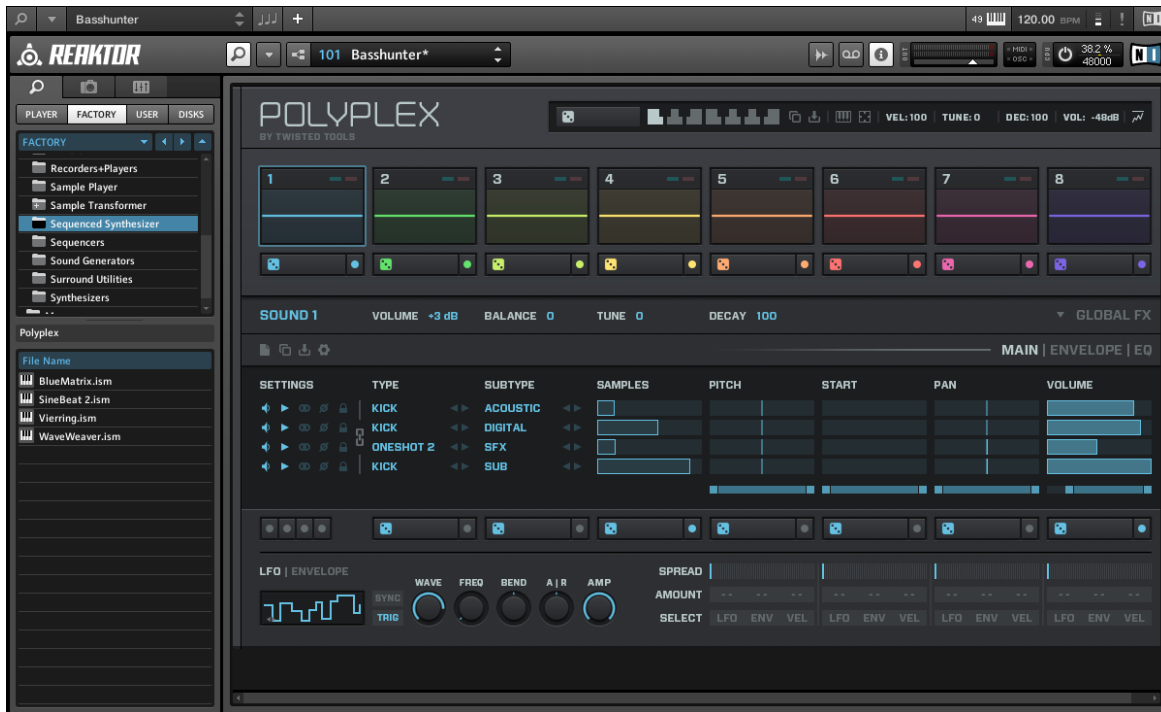 Basshunter
49
120.00 BPM
REAKTOR
101 Basshunter*
OUT
MIDI
OSC
CPU
38.2 %
48000
NI
PLAYER FACTORY USER DISKS
FACTORY
Recorders+Players
Sample Player
Sample Transformer
Sequenced Synthesizer
Sequencers
Sound Generators
Surround Utilities
Synthesizers
Polyplex
File Name
BlueMatrix.ism
SineBeat 2.ism
Vierring.ism
WaveWeaver.ism
POLYPLEX
BY TWISTED TOOLS
VEL:100 TUNE:0 DEC:100 VOL: -48dB
1 2 3 4 5 6 7 8
SOUND 1 VOLUME +3 dB BALANCE 0 TUNE 0 DECAY 100 GLOBAL FX
MAIN | ENVELOPE | EQ
SETTINGS TYPE SUBTYPE SAMPLES PITCH START PAN VOLUME
KICK ACOUSTIC
KICK DIGITAL
ONESHOT 2 SFX
KICK SUB
LFO | ENVELOPE
SYNC
TRIG
WAVE FREQ BEND A|R AMP
SPREAD
AMOUNT -- -- -- -- -- -- -- -- -- -- -- --
SELECT LFO ENV VEL LFO ENV VEL LFO ENV VEL LFO ENV VEL